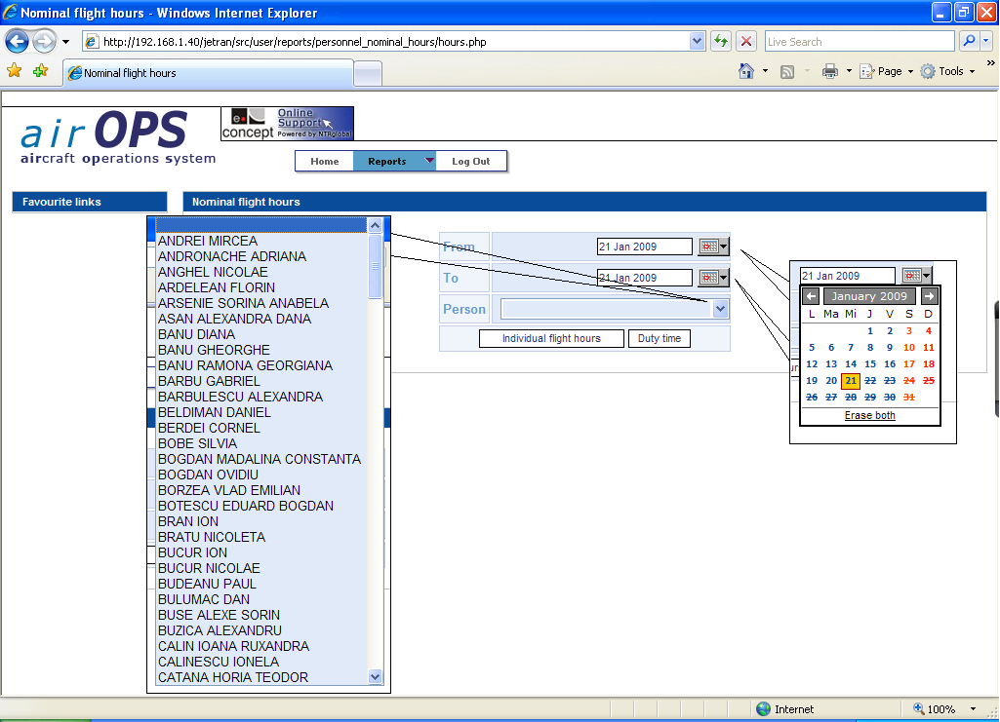 Nominal flight hours - Windows Internet Explorer
http://192.168.1.40/jetran/src/user/reports/personnel_nominal_hours/hours.php
Live Search
Nominal flight hours
Page
Tools
air OPS
aircraft operations system
e.
concept
Online
Support
Powered by NTRglobal
Home
Reports
Log Out
Favourite links
Nominal flight hours
ANDREI MIRCEA
ANDRONACHE ADRIANA
ANGHEL NICOLAE
ARDELEAN FLORIN
ARSENIE SORINA ANABELA
ASAN ALEXANDRA DANA
BANU DIANA
BANU GHEORGHE
BANU RAMONA GEORGIANA
BARBU GABRIEL
BARBULESCU ALEXANDRA
BELDIMAN DANIEL
BERDEI CORNEL
BOBE SILVIA
BOGDAN MADALINA CONSTANTA
BOGDAN OVIDIU
BORZEA VLAD EMILIAN
BOTESCU EDUARD BOGDAN
BRAN ION
BRATU NICOLETA
BUCUR ION
BUCUR NICOLAE
BUDEANU PAUL
BULUMAC DAN
BUSE ALEXE SORIN
BUZICA ALEXANDRU
CALIN IOANA RUXANDRA
CALINESCU IONELA
CATANA HORIA TEODOR
From
21 Jan 2009
To
21 Jan 2009
Person
Individual flight hours
Duty time
21 Jan 2009
January 2009
L Ma Mi J V S D
1 2 3 4
5 6 7 8 9 10 11
12 13 14 15 16 17 18
19 20 21 22 23 24 25
26 27 28 29 30 31
Erase both
Internet
100%